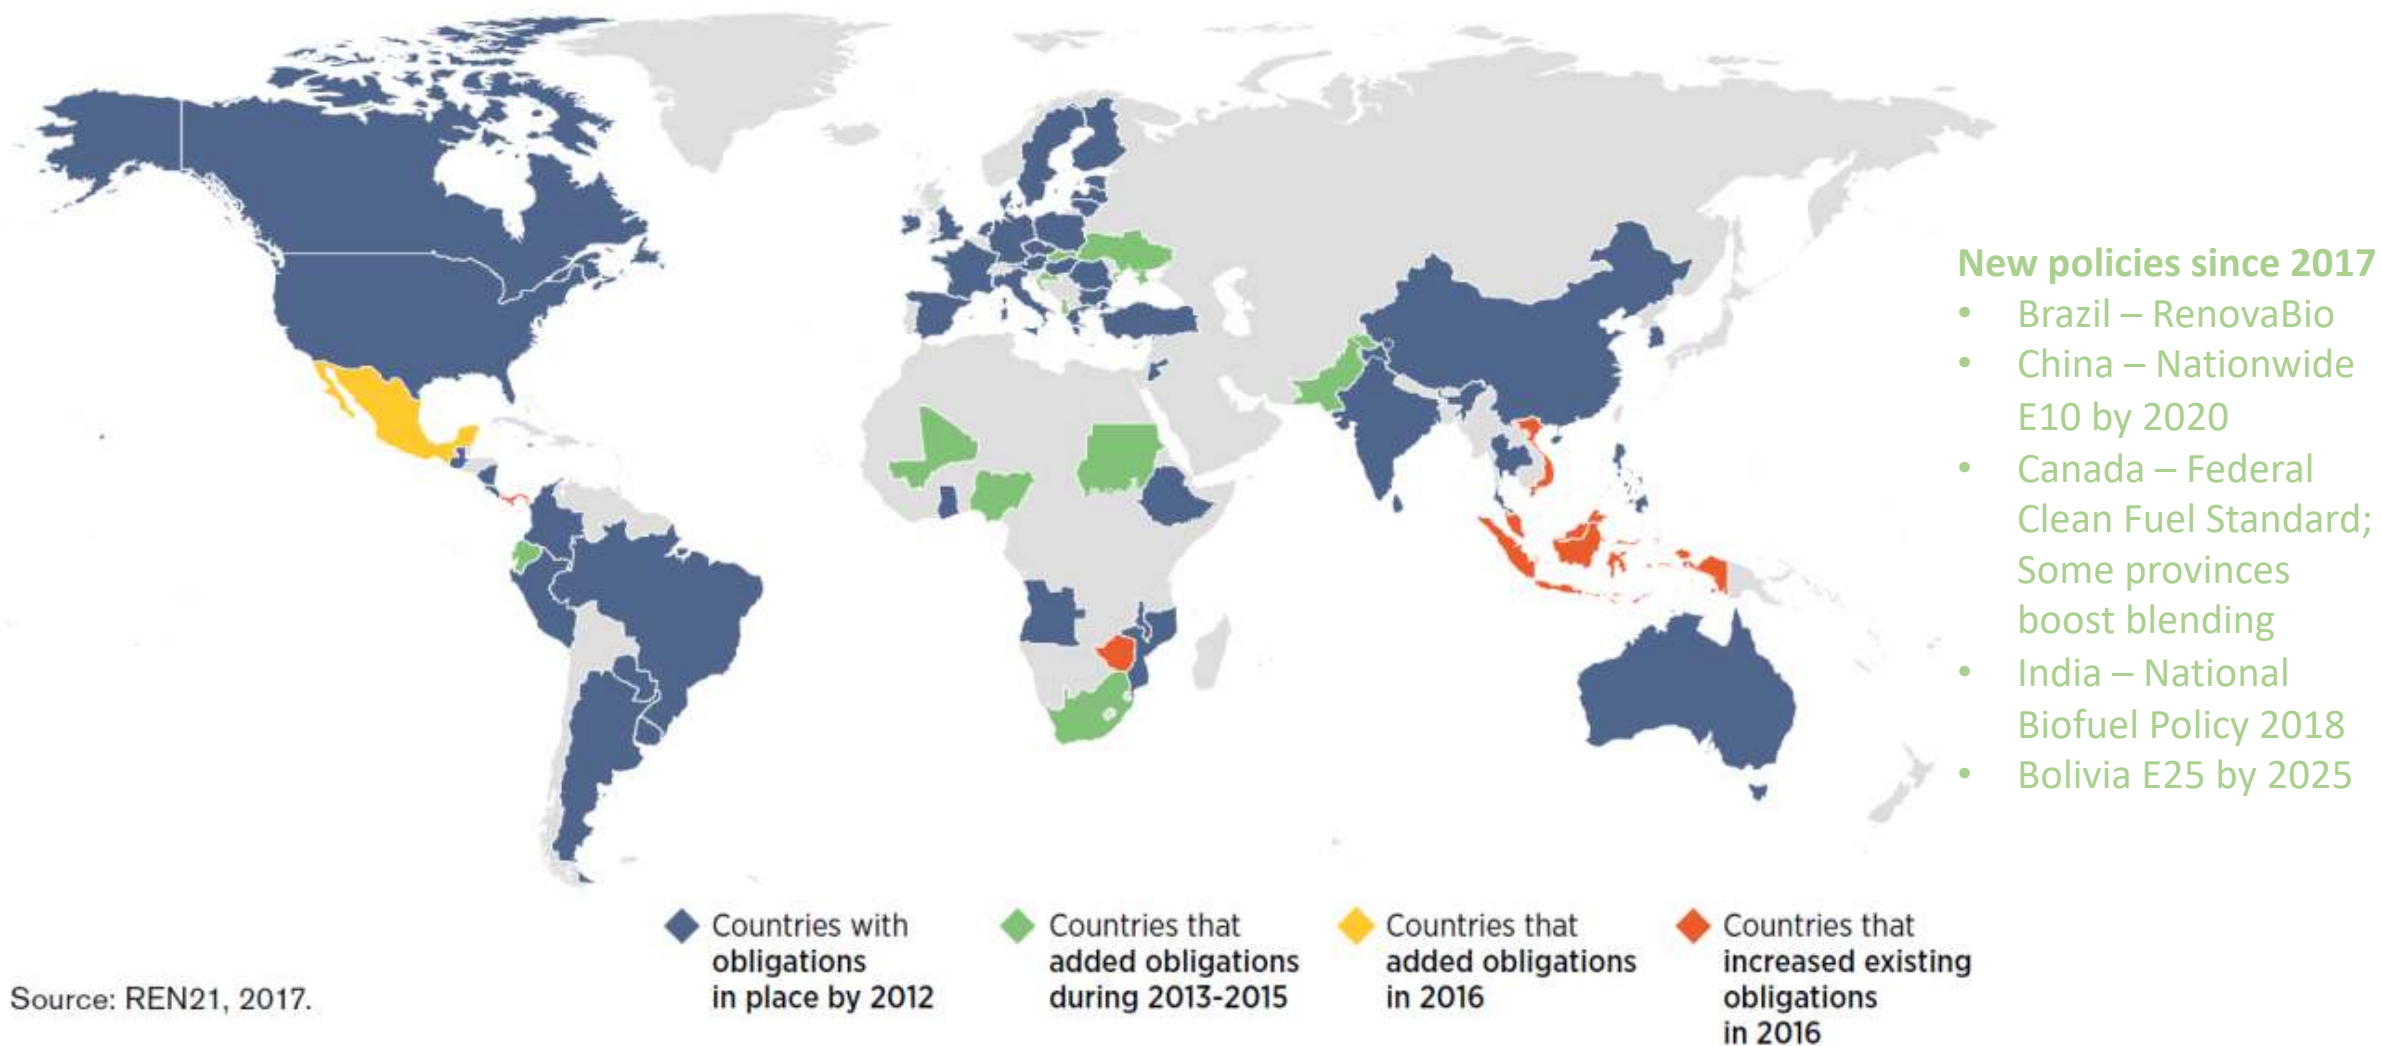 New policies since 2017
• Brazil – RenovaBio
• China – Nationwide
E10 by 2020
• Canada – Federal
Clean Fuel Standard;
Some provinces
boost blending
• India – National
Biofuel Policy 2018
• Bolivia E25 by 2025
Countries with
obligations
in place by 2012
Countries that
added obligations
during 2013-2015
Countries that
added obligations
in 2016
Countries that
increased existing
obligations
in 2016
Source: REN21, 2017.